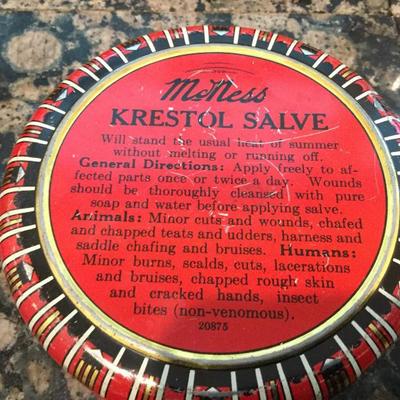 McNess
KRESTOL SALVE
Will stand the usual heat of summer
without melting or running off.
General Directions: Apply freely to af-
fected parts once or twice a day. Wounds
should be thoroughly cleansed with pure
soap and water before applying salve.
Animals: Minor cuts and wounds, chafed
and chapped teats and udders, harness and
saddle chafing and bruises. Humans:
Minor burns, scalds, cuts, lacerations
and bruises, chapped rough skin
and cracked hands, insect
bites (non-venomous).
20875